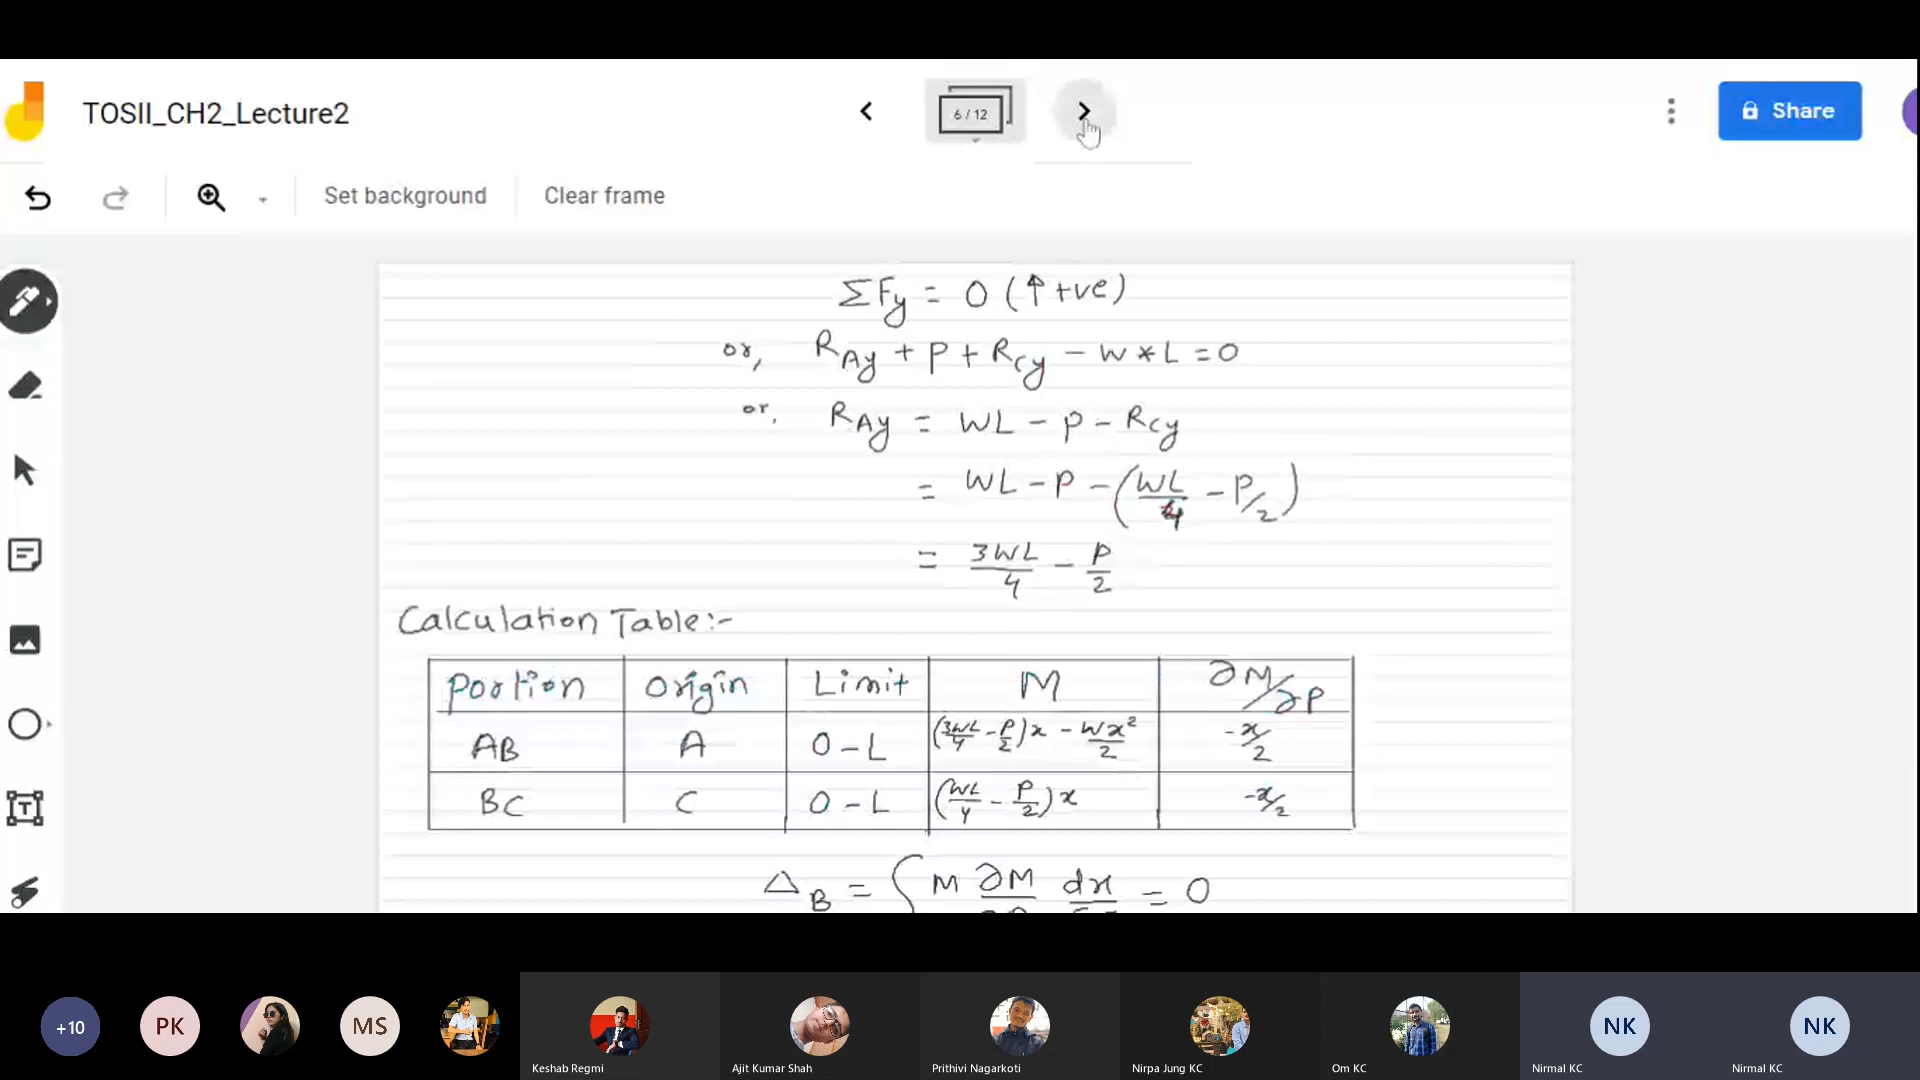 TOSII_CH2_Lecture2
6 / 12
Share
Set background
Clear frame
ΣFy = 0 (↑ +ve)
or, RAy + P + RCy - W * L = 0
or, RAy = WL - P - RCy
= WL - P - (WL/4 - P/2)
= 3WL/4 - P/2
Calculation Table:-
Portion Origin Limit M ∂M/∂P
AB A 0 - L (3WL/4 - P/2)x - Wx²/2 -x/2
BC C 0 - L (WL/4 - P/2)x -x/2
ΔB = ∫ M ∂M dx = 0
+10
PK
MS
Keshab Regmi
Ajit Kumar Shah
Prithivi Nagarkoti
Nirpa Jung KC
Om KC
NK
Nirmal KC
NK
Nirmal KC